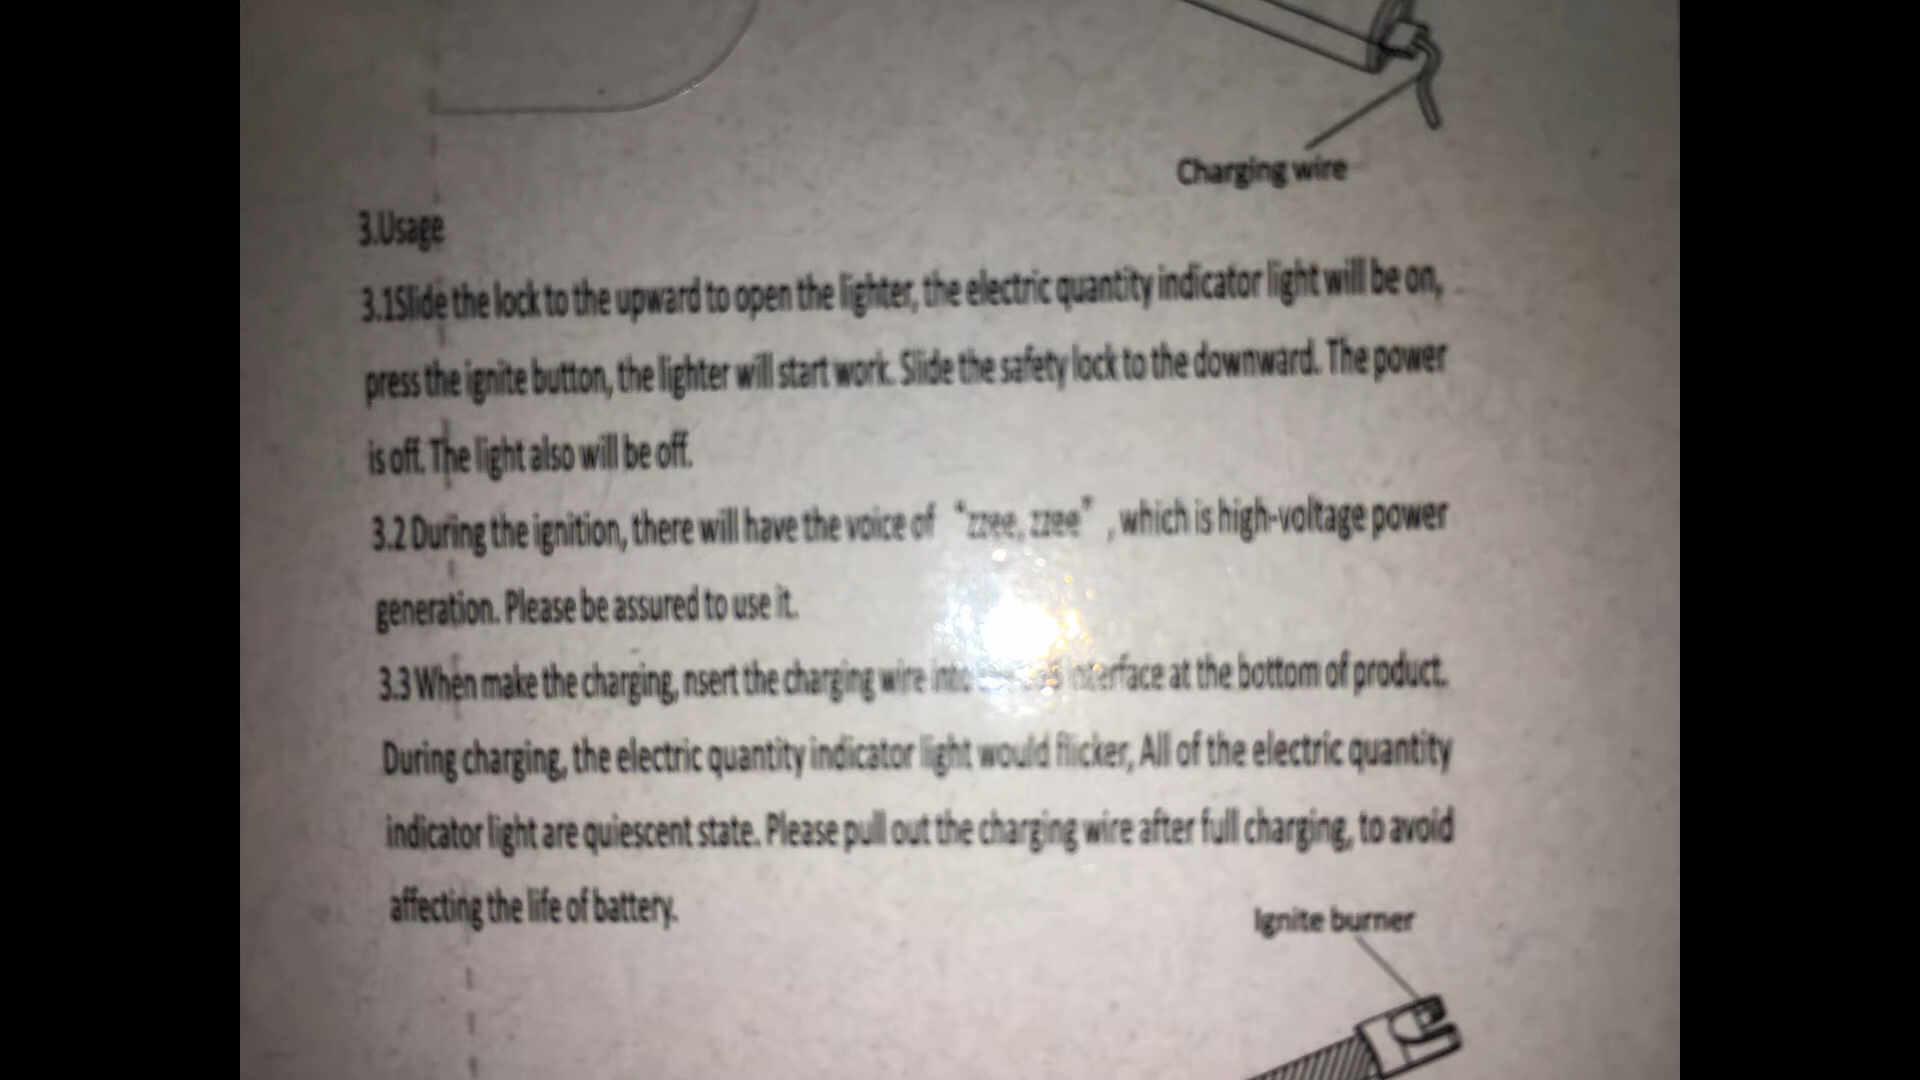 Charging wire
3.Usage
3.1Slide the lock to the upward to open the lighter, the electric quantity indicator light will be on,
press the ignite button, the lighter will start work. Slide the safety lock to the downward. The power
is off. The light also will be off.
3.2 During the ignition, there will have the voice of “zzee, zzee” , which is high-voltage power
generation. Please be assured to use it.
3.3 When make the charging, nsert the charging wire into interface at the bottom of product.
During charging, the electric quantity indicator light would flicker, All of the electric quantity
indicator light are quiescent state. Please pull out the charging wire after full charging, to avoid
affecting the life of battery.
Ignite burner